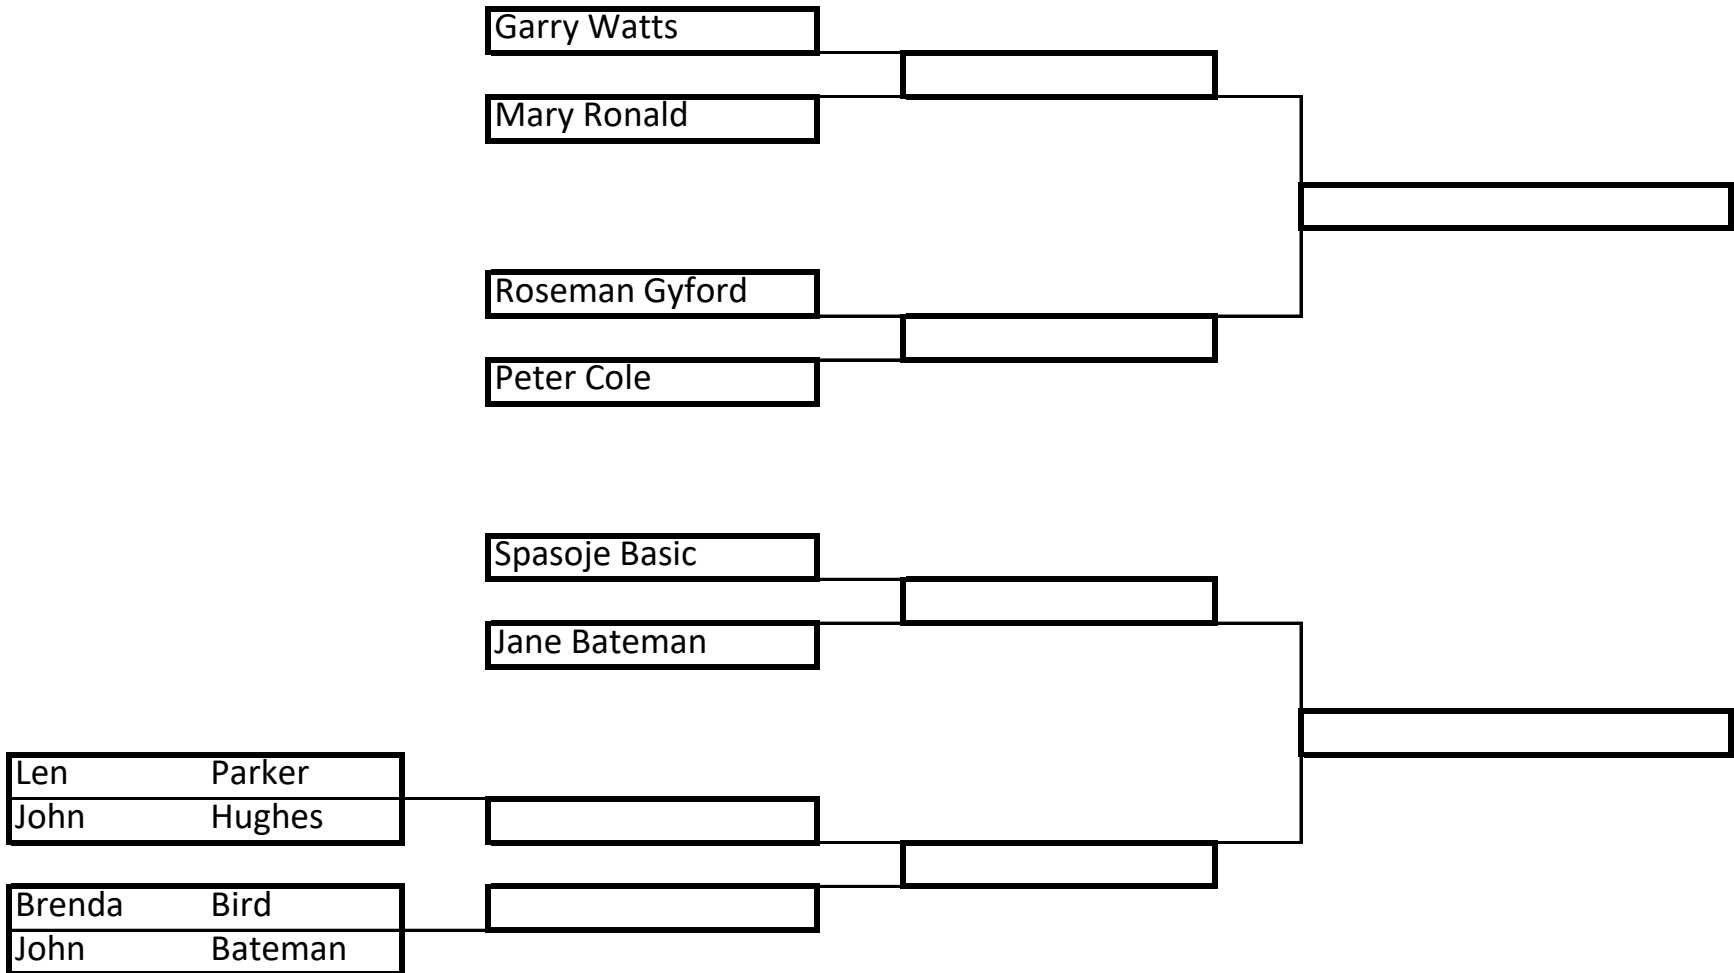 Garry Watts
Mary Ronald
Roseman Gyford
Peter Cole
Spasoje Basic
Jane Bateman
Len Parker
John Hughes
Brenda Bird
John Bateman